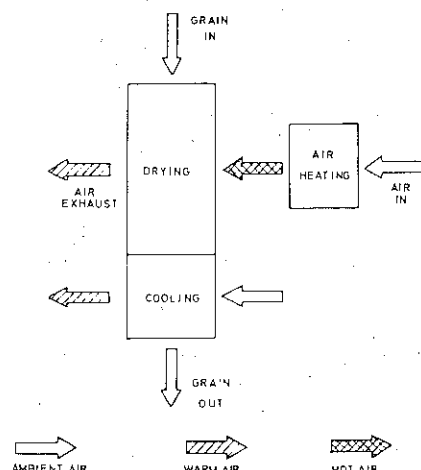 GRAIN
IN
DRYING
AIR
HEATING
AIR
EXHAUST
AIR
IN
COOLING
GRAIN
OUT
AMBIENT AIR
WARM AIR
HOT AIR